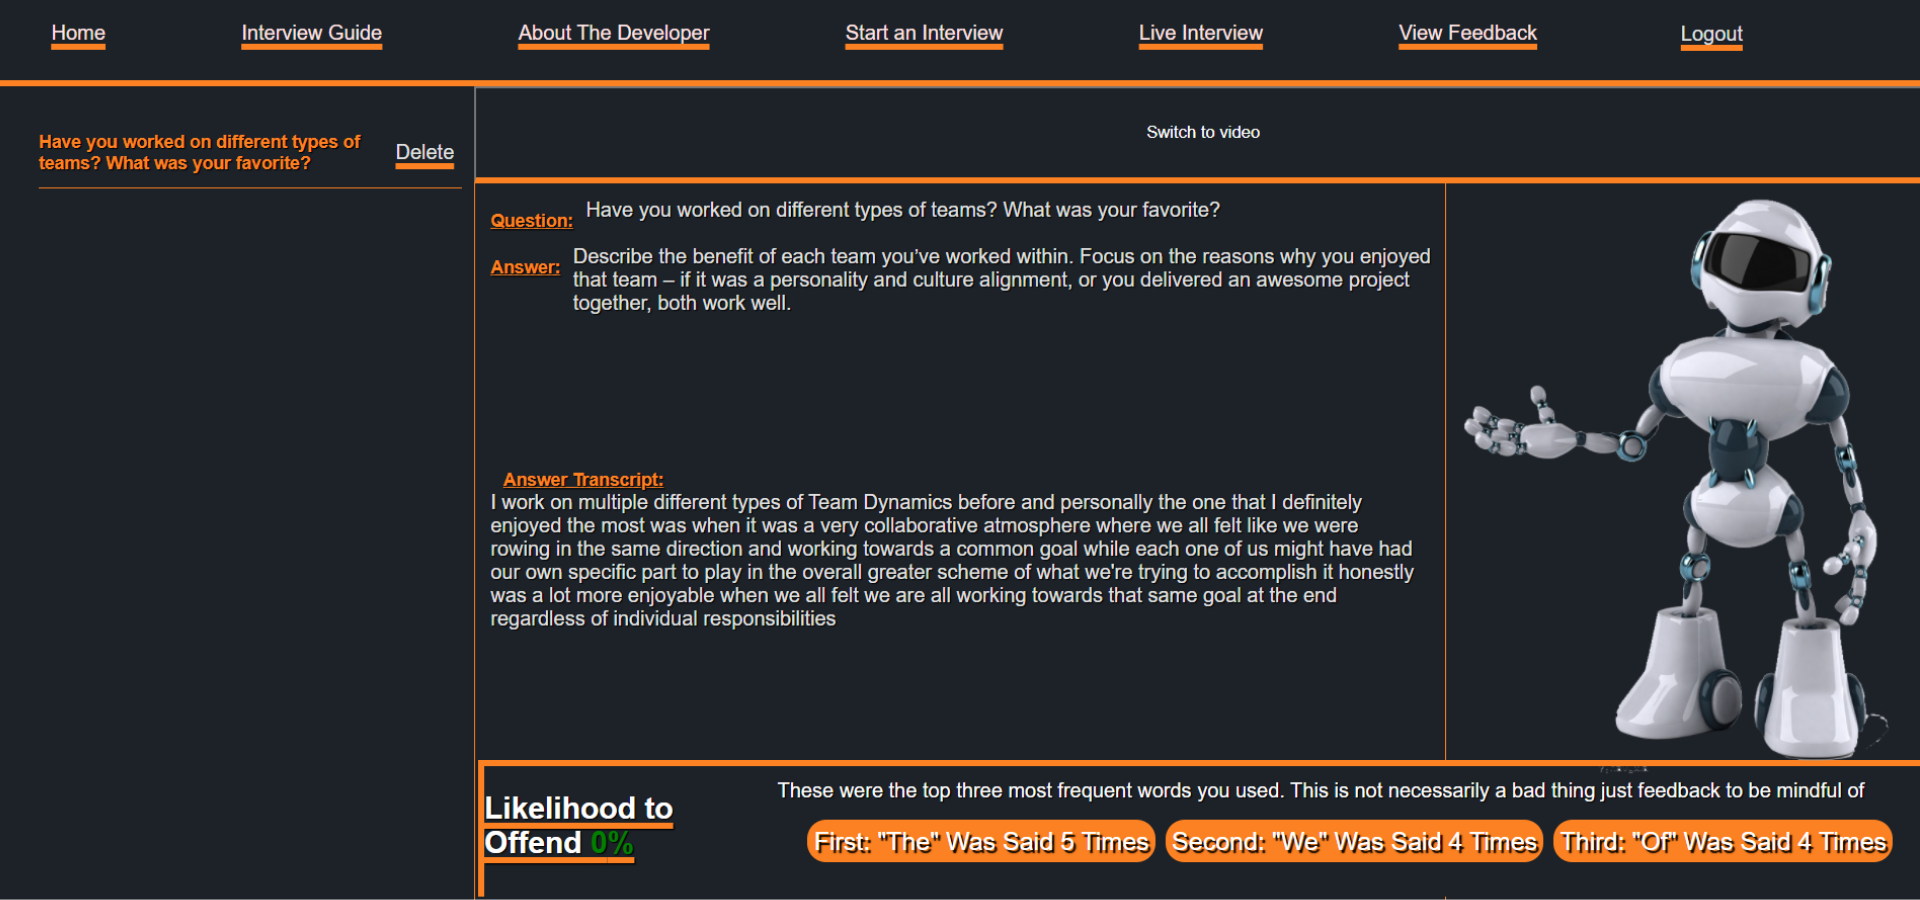 Home Interview Guide About The Developer Start an Interview Live Interview View Feedback Logout
Have you worked on different types of
teams? What was your favorite?
Delete
Switch to video
Question: Have you worked on different types of teams? What was your favorite?
Answer: Describe the benefit of each team you’ve worked within. Focus on the reasons why you enjoyed
that team – if it was a personality and culture alignment, or you delivered an awesome project
together, both work well.
Answer Transcript:
I work on multiple different types of Team Dynamics before and personally the one that I definitely
enjoyed the most was when it was a very collaborative atmosphere where we all felt like we were
rowing in the same direction and working towards a common goal while each one of us might have had
our own specific part to play in the overall greater scheme of what we're trying to accomplish it honestly
was a lot more enjoyable when we all felt we are all working towards that same goal at the end
regardless of individual responsibilities
Likelihood to
Offend 0%
These were the top three most frequent words you used. This is not necessarily a bad thing just feedback to be mindful of
First: "The" Was Said 5 Times Second: "We" Was Said 4 Times Third: "Of" Was Said 4 Times